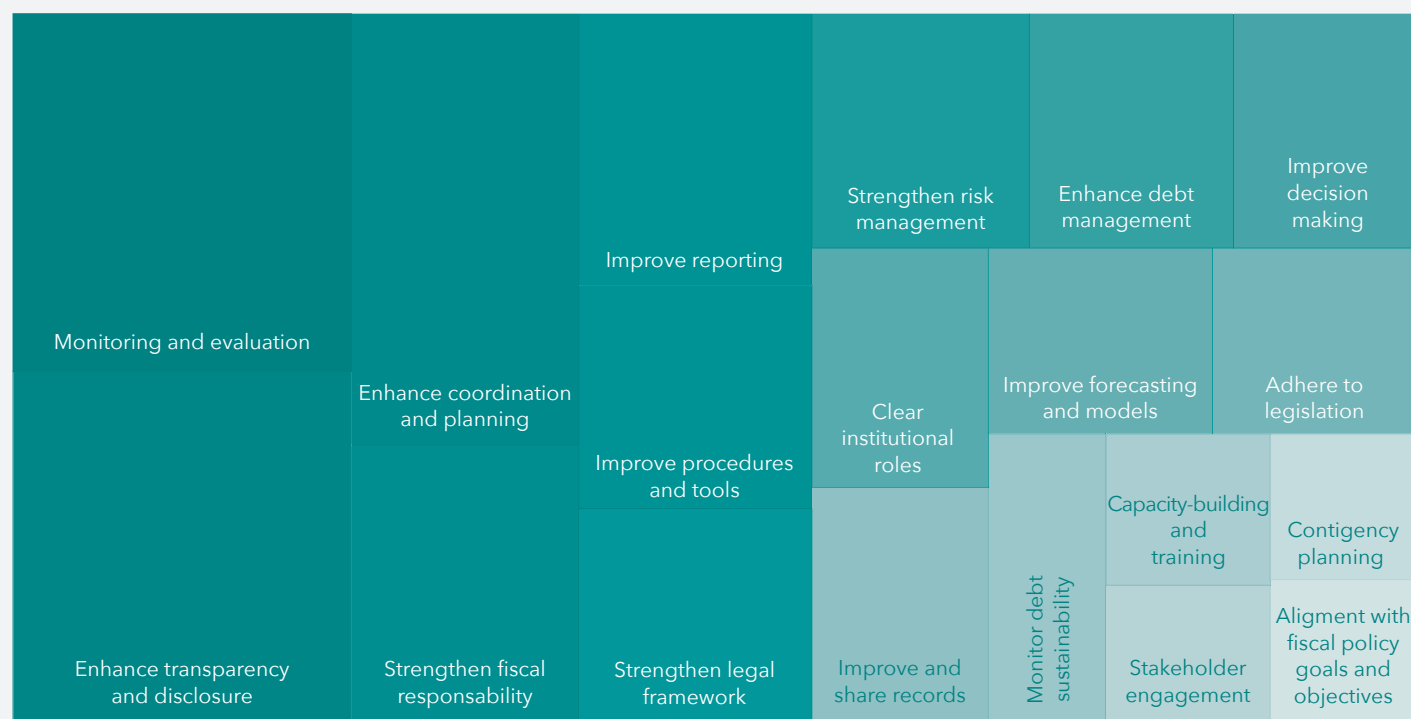 Monitoring and evaluation
Enhance transparency
and disclosure
Enhance coordination
and planning
Strengthen fiscal
responsability
Improve reporting
Improve procedures
and tools
Strengthen legal
framework
Strengthen risk
management
Enhance debt
management
Improve
decision
making
Clear
institutional
roles
Improve forecasting
and models
Adhere to
legislation
Improve and
share records
Monitor debt
sustainability
Capacity-building
and
training
Contigency
planning
Stakeholder
engagement
Aligment with
fiscal policy
goals and
objectives